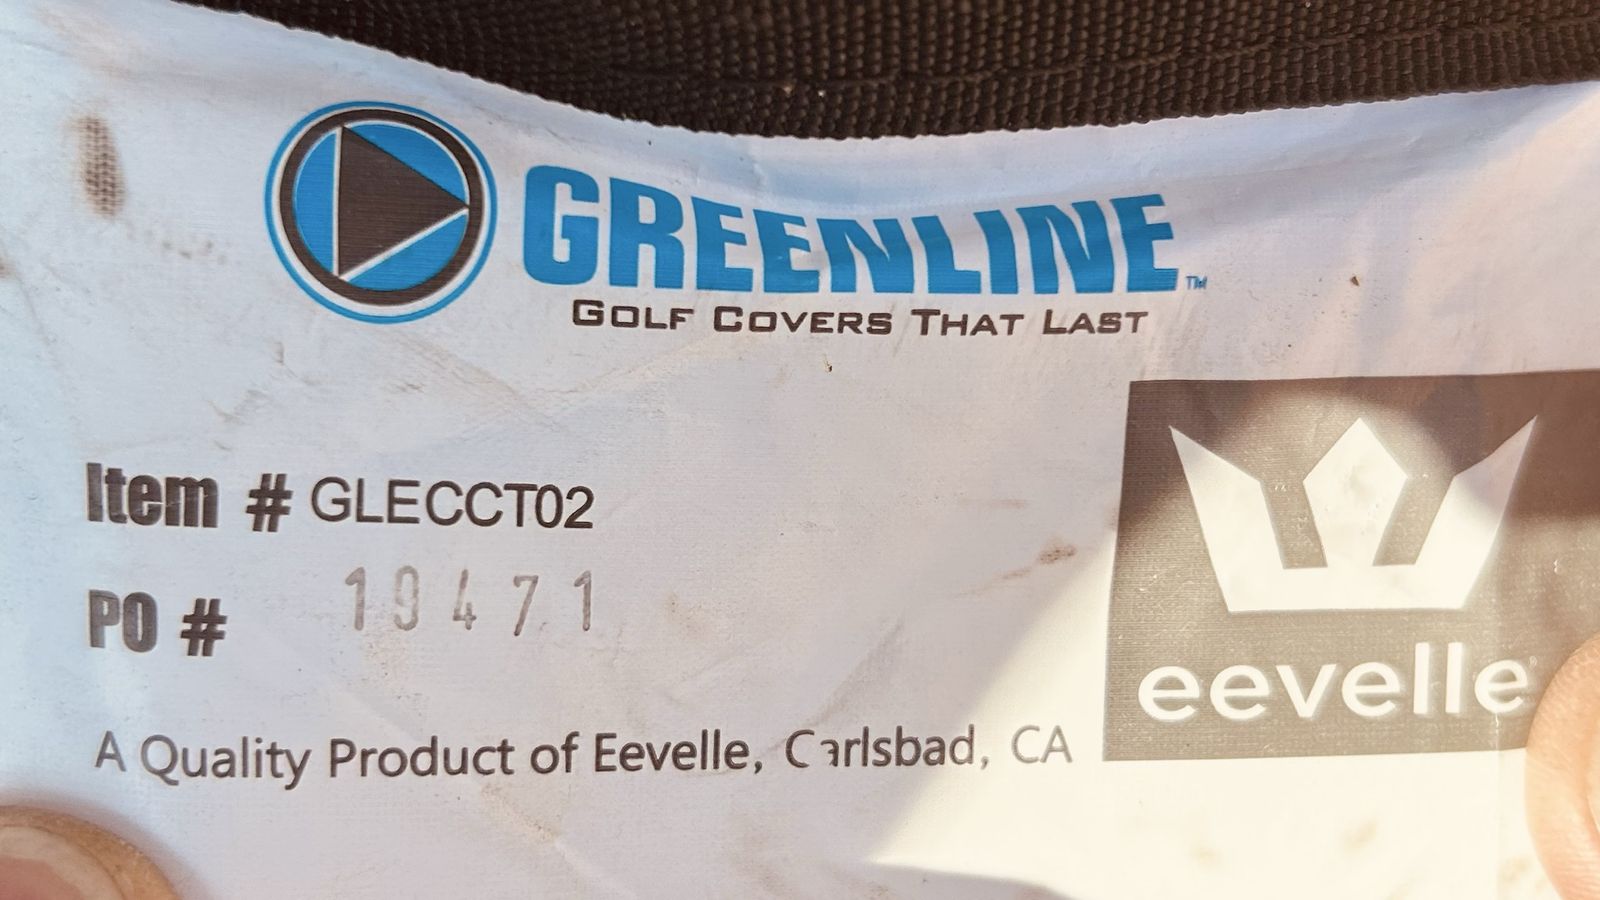 GREENLINE™
GOLF COVERS THAT LAST
Item # GLECCT02
PO # 19471
A Quality Product of Eevelle, Carlsbad, CA
eevelle®